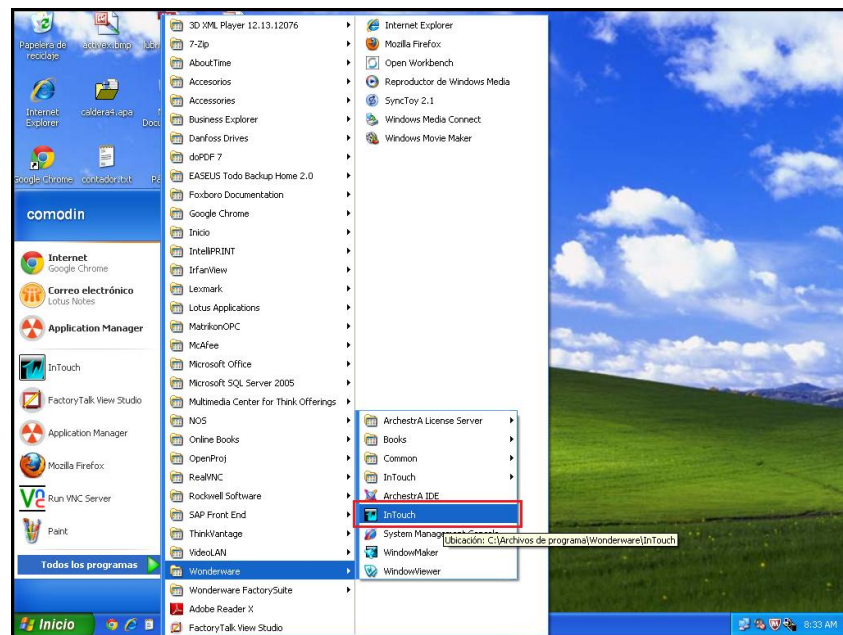 Papelera de
reciclaje
activex.bmp
Internet
Explorer
caldera4.apa
Google Chrome
contador.txt
comodin
Internet
Google Chrome
Correo electrónico
Lotus Notes
Application Manager
InTouch
FactoryTalk View Studio
Application Manager
Mozilla Firefox
Run VNC Server
Paint
Todos los programas
Inicio
3D XML Player 12.13.12076
7-Zip
AboutTime
Accesorios
Accessories
Business Explorer
Danfoss Drives
doPDF 7
EASEUS Todo Backup Home 2.0
Foxboro Documentation
Google Chrome
Inicio
IntelliPRINT
IrfanView
Lexmark
Lotus Applications
MatrikonOPC
McAfee
Microsoft Office
Microsoft SQL Server 2005
Multimedia Center for Think Offerings
NOS
Online Books
OpenProj
RealVNC
Rockwell Software
SAP Front End
ThinkVantage
VideoLAN
Wonderware
Wonderware FactorySuite
Adobe Reader X
FactoryTalk View Studio
Internet Explorer
Mozilla Firefox
Open Workbench
Reproductor de Windows Media
SyncToy 2.1
Windows Media Connect
Windows Movie Maker
ArchestrA License Server
Books
Common
InTouch
ArchestrA IDE
InTouch
System Management Console
Ubicación: C:\Archivos de programa\Wonderware\InTouch
WindowMaker
WindowViewer
8:33 AM